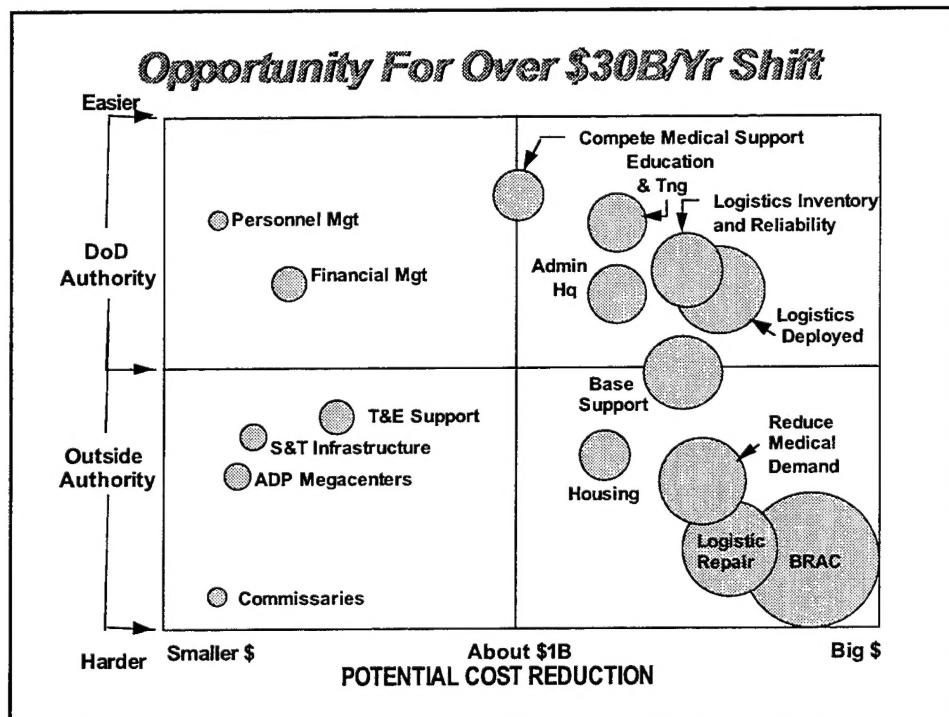 Opportunity For Over $30B/Yr Shift
Easier
Compete Medical Support
Education
& Tng
Logistics Inventory
and Reliability
Personnel Mgt
DoD
Authority
Financial Mgt
Admin
Hq
Logistics
Deployed
Base
Support
T&E Support
S&T Infrastructure
Reduce
Medical
Demand
Outside
Authority
ADP Megacenters
Housing
Logistic
Repair
BRAC
Commissaries
Harder
Smaller $
About $1B
Big $
POTENTIAL COST REDUCTION